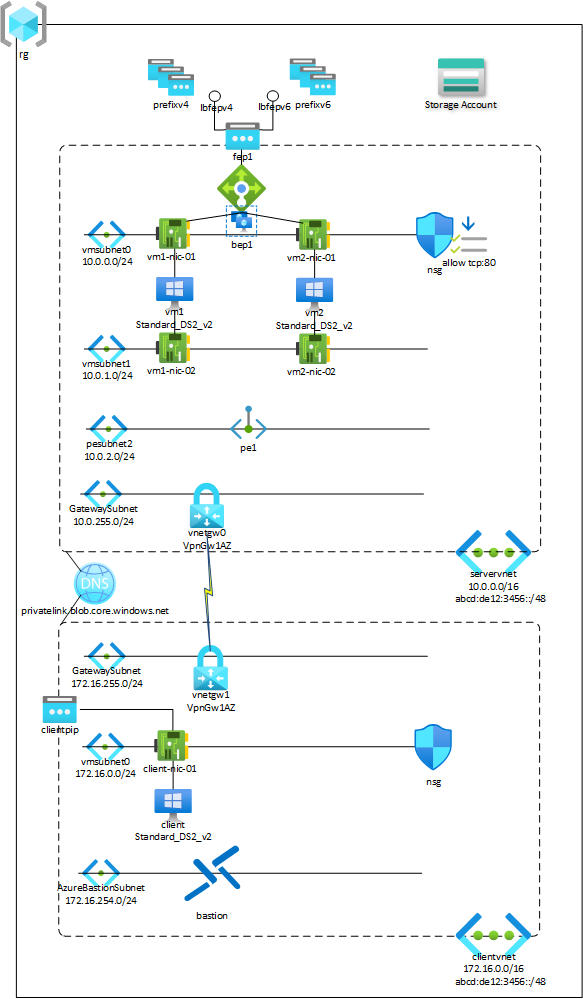 rg
prefixv4
lbfepv4
lbfepv6
prefixv6
Storage Account
fep1
vmsubnet0
10.0.0.0/24
vm1-nic-01
bep1
vm2-nic-01
nsg
allow tcp:80
vm1
Standard_DS2_v2
vm2
Standard_DS2_v2
vmsubnet1
10.0.1.0/24
vm1-nic-02
vm2-nic-02
pesubnet2
10.0.2.0/24
pe1
GatewaySubnet
10.0.255.0/24
vnetgw0
VpnGw1AZ
servervnet
10.0.0.0/16
abcd:de12:3456::/48
DNS
privatelink.blob.core.windows.net
GatewaySubnet
172.16.255.0/24
vnetgw1
VpnGw1AZ
clientpip
vmsubnet0
172.16.0.0/24
client-nic-01
nsg
client
Standard_DS2_v2
AzureBastionSubnet
172.16.254.0/24
bastion
clientvnet
172.16.0.0/16
abcd:de12:3456::/48